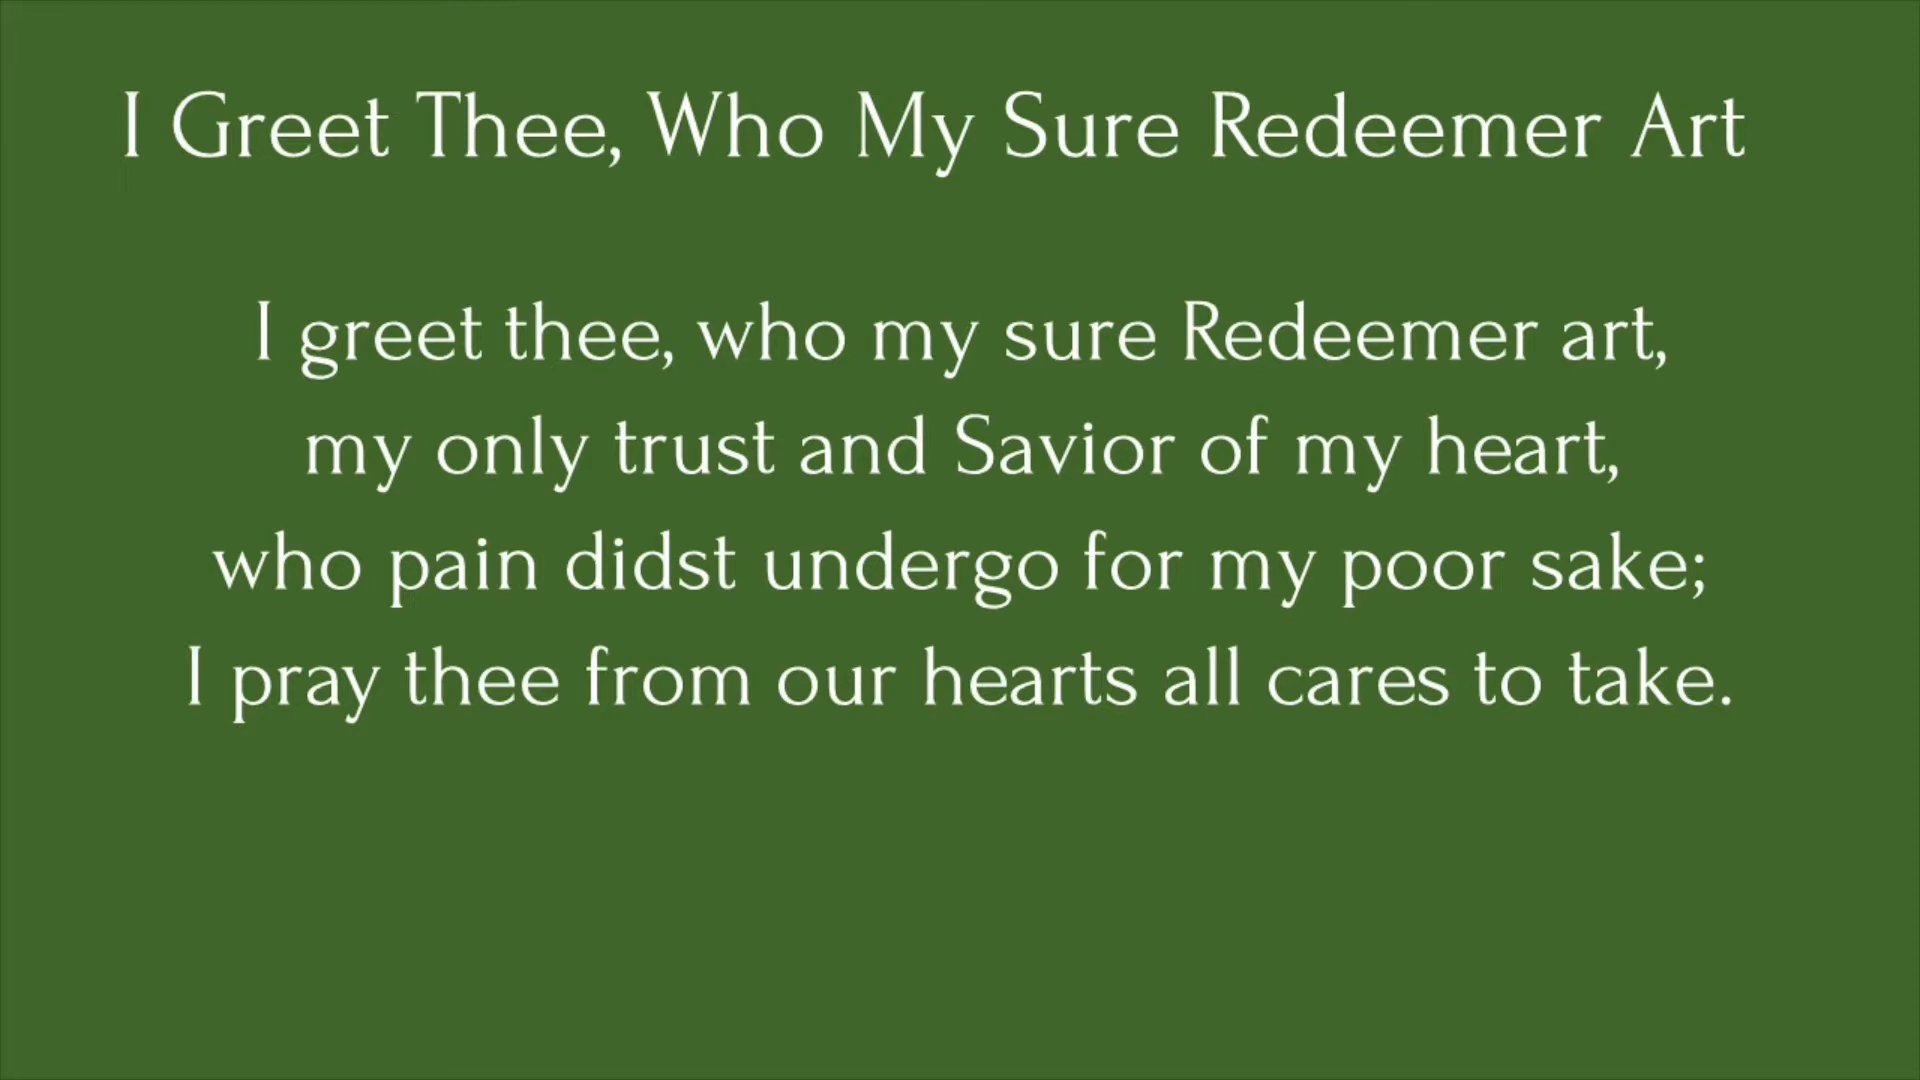 I Greet Thee, Who My Sure Redeemer Art
I greet thee, who my sure Redeemer art,
my only trust and Savior of my heart,
who pain didst undergo for my poor sake;
I pray thee from our hearts all cares to take.